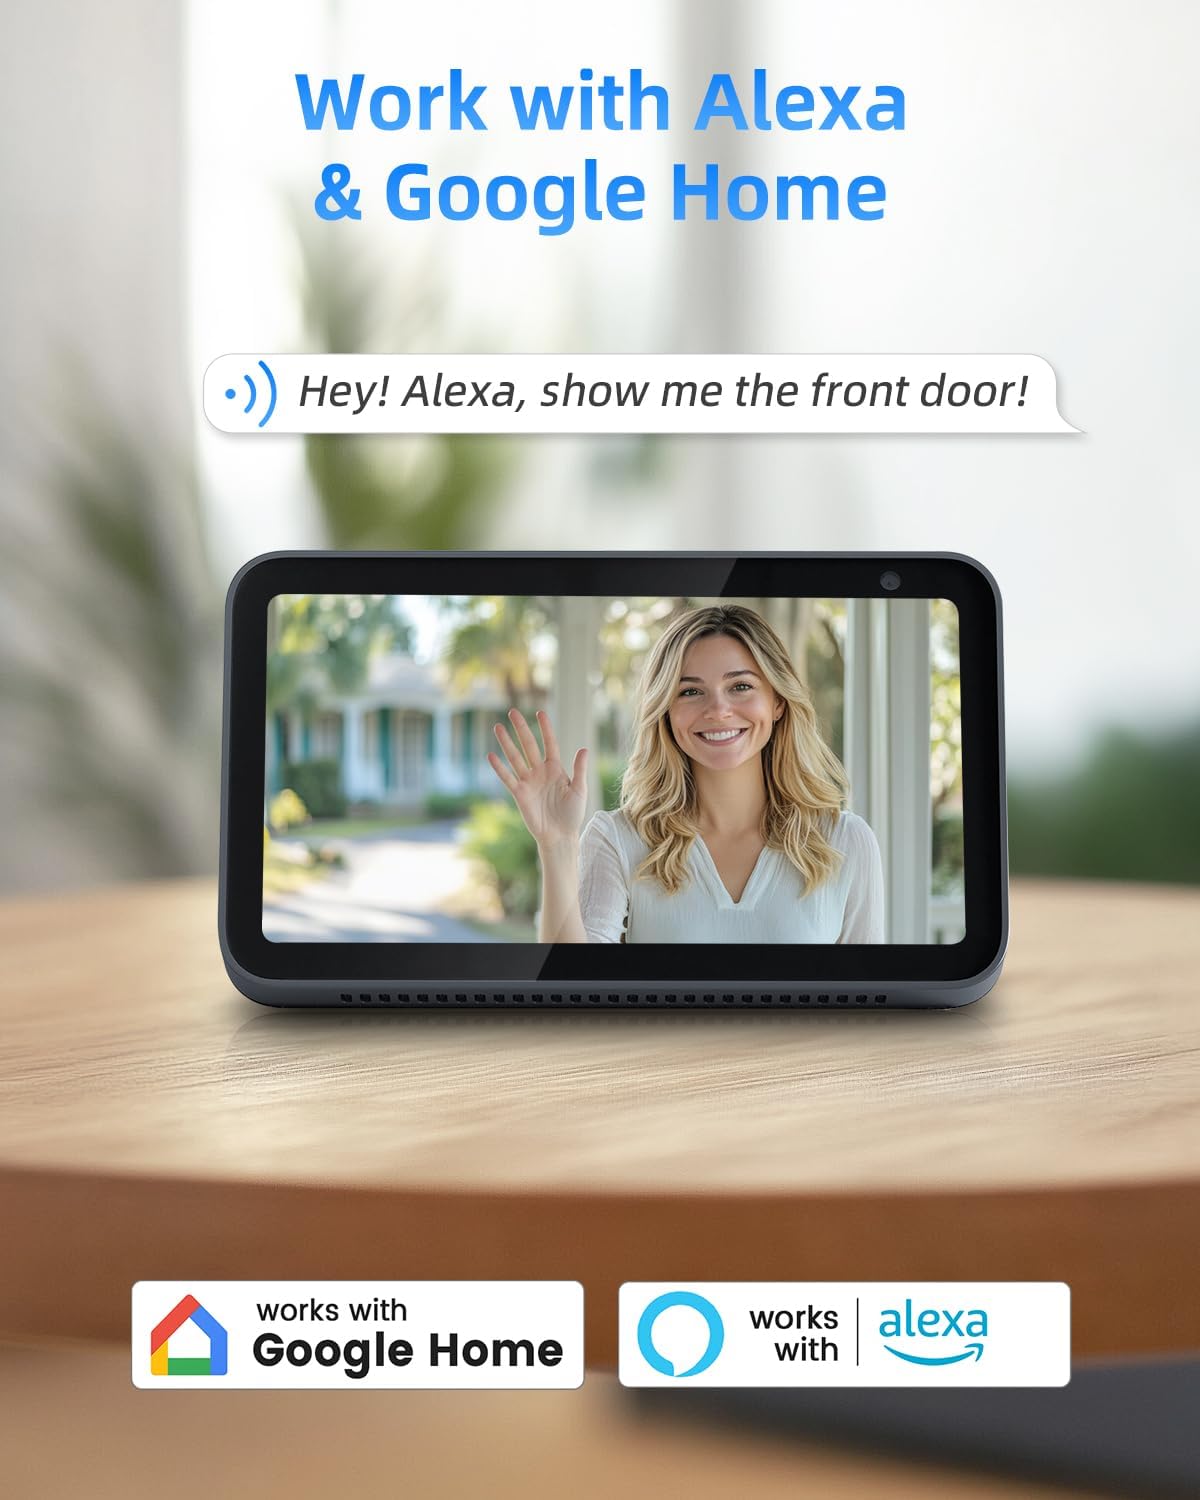 Work with Alexa
& Google Home
Hey! Alexa, show me the front door!
works with
Google Home
works
with
alexa